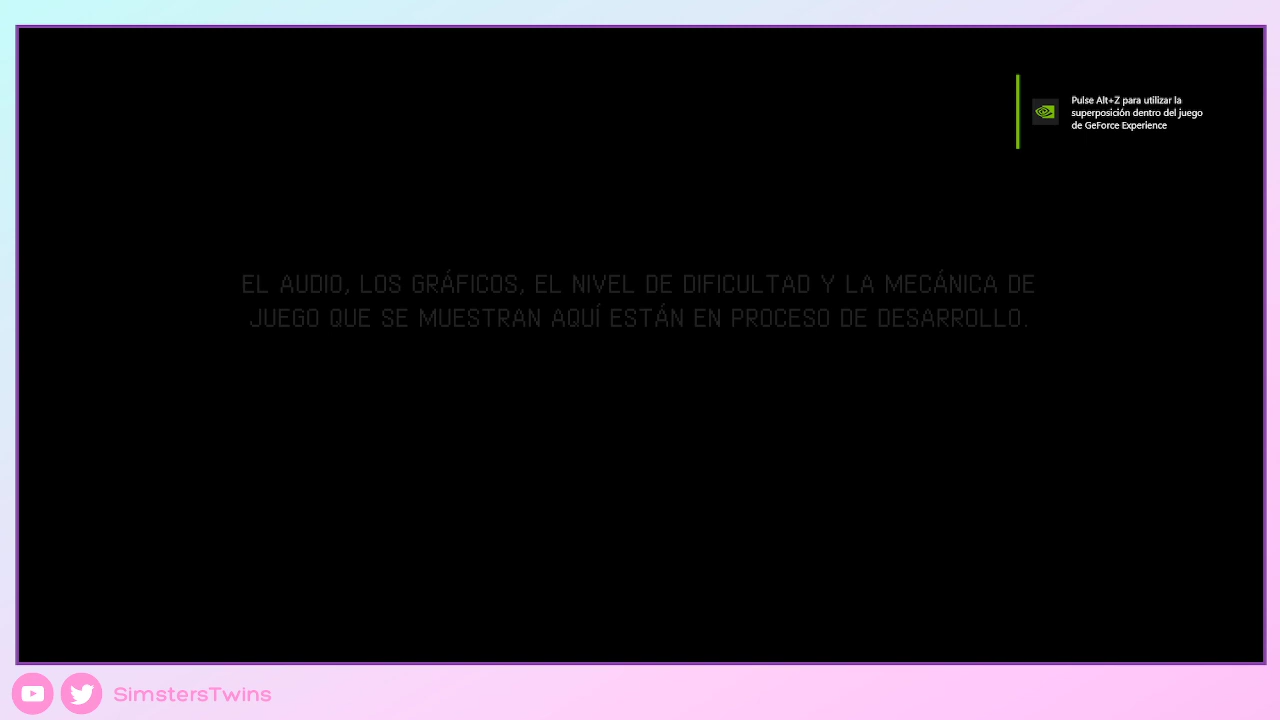 Pulse Alt+Z para utilizar la
superposición dentro del juego
de GeForce Experience
EL AUDIO, LOS GRÁFICOS, EL NIVEL DE DIFICULTAD Y LA MECÁNICA DE
JUEGO QUE SE MUESTRAN AQUÍ ESTÁN EN PROCESO DE DESARROLLO.
SimstersTwins